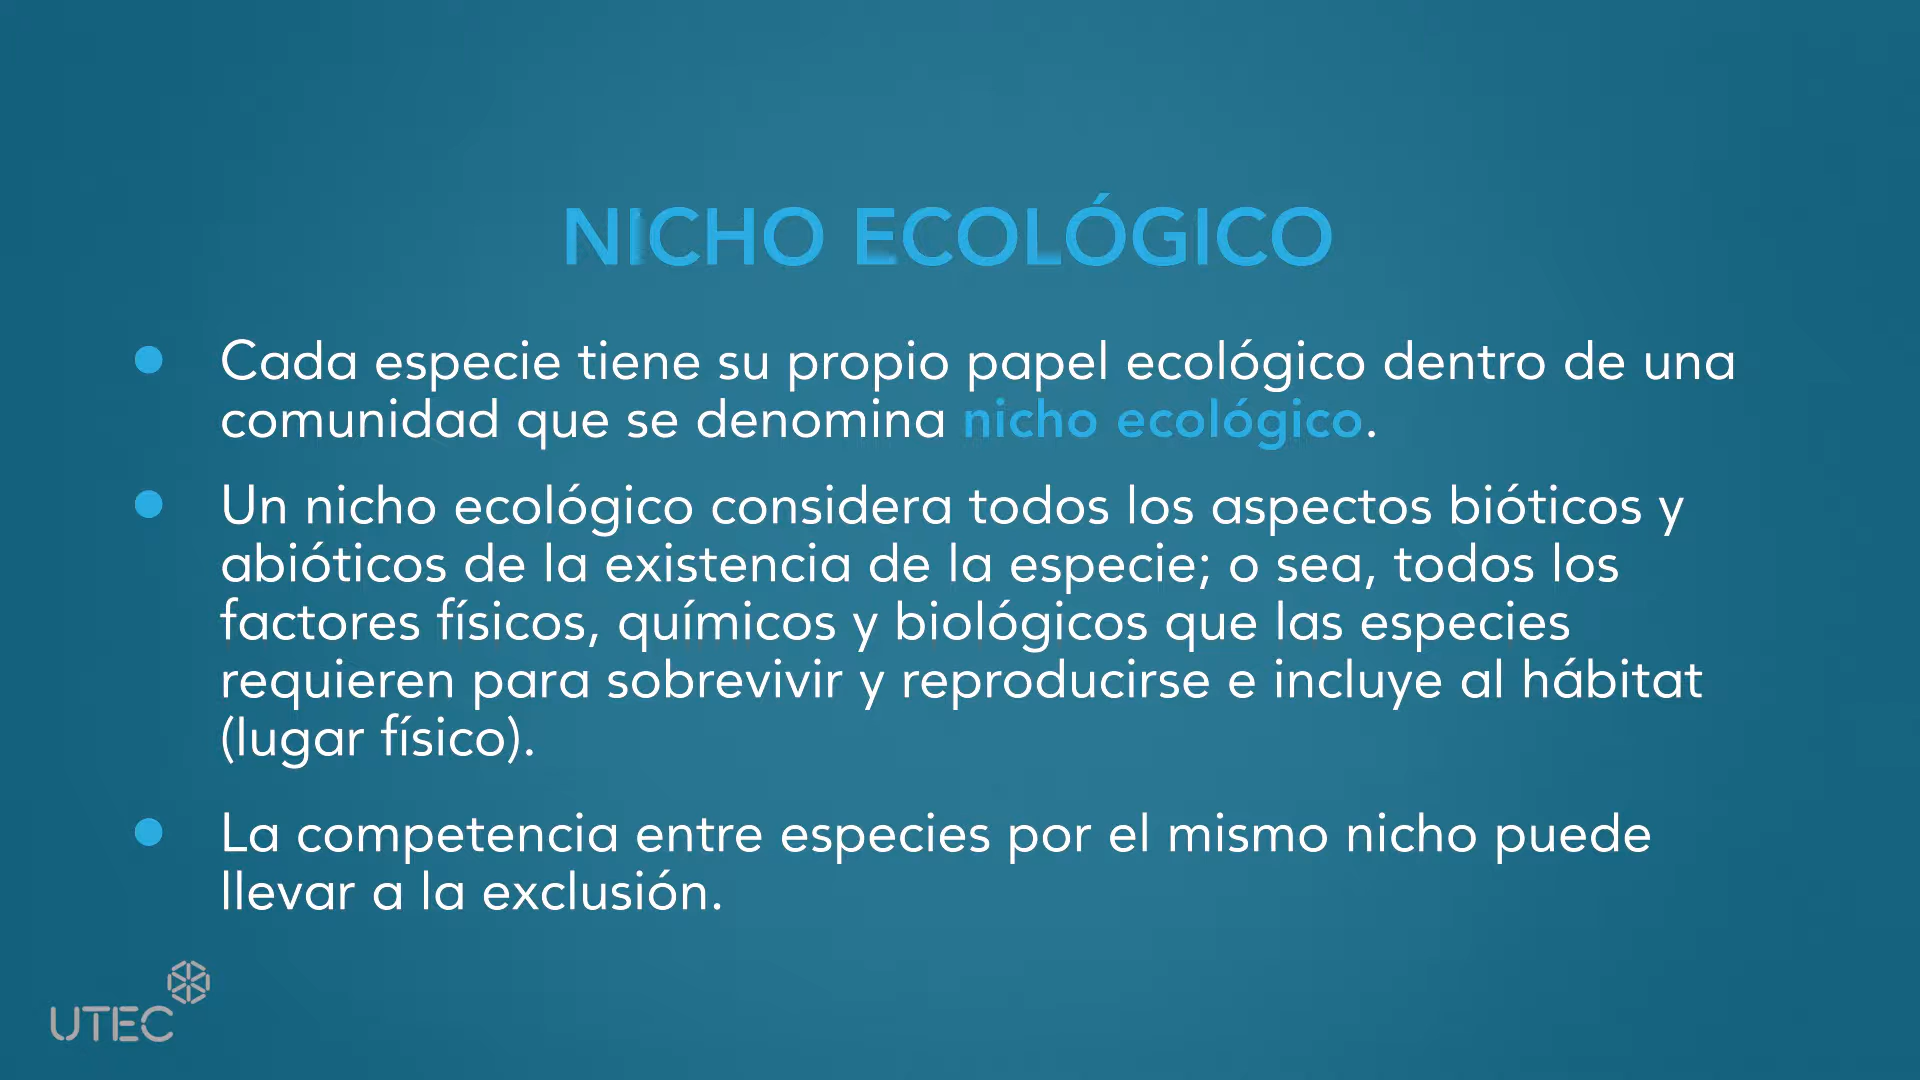 NICHO ECOLÓGICO
● Cada especie tiene su propio papel ecológico dentro de una
comunidad que se denomina nicho ecológico.
● Un nicho ecológico considera todos los aspectos bióticos y
abióticos de la existencia de la especie; o sea, todos los
factores físicos, químicos y biológicos que las especies
requieren para sobrevivir y reproducirse e incluye al hábitat
(lugar físico).
● La competencia entre especies por el mismo nicho puede
llevar a la exclusión.
UTEC